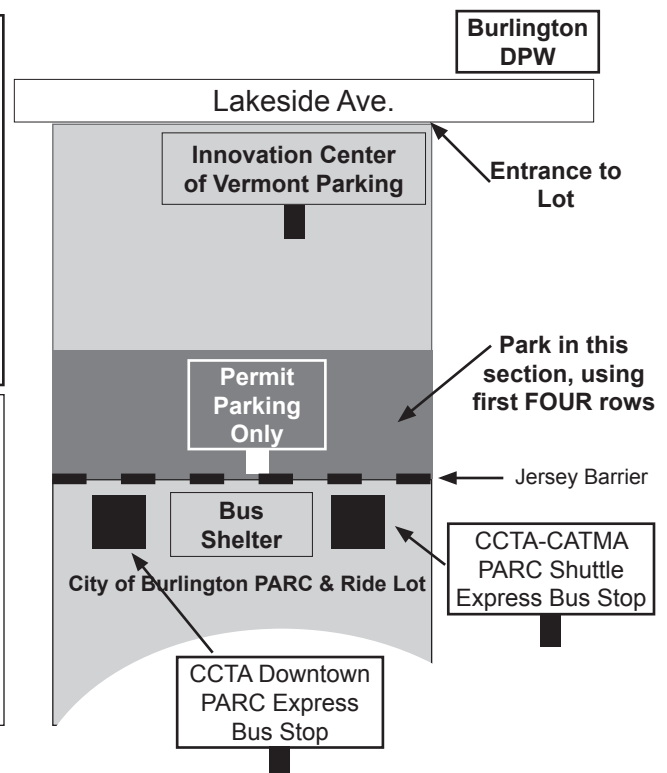 Burlington
DPW
Lakeside Ave.
Innovation Center
of Vermont Parking
Entrance to
Lot
Park in this
section, using
first FOUR rows
Permit
Parking
Only
Jersey Barrier
Bus
Shelter
CCTA-CATMA
PARC Shuttle
Express Bus Stop
City of Burlington PARC & Ride Lot
CCTA Downtown
PARC Express
Bus Stop